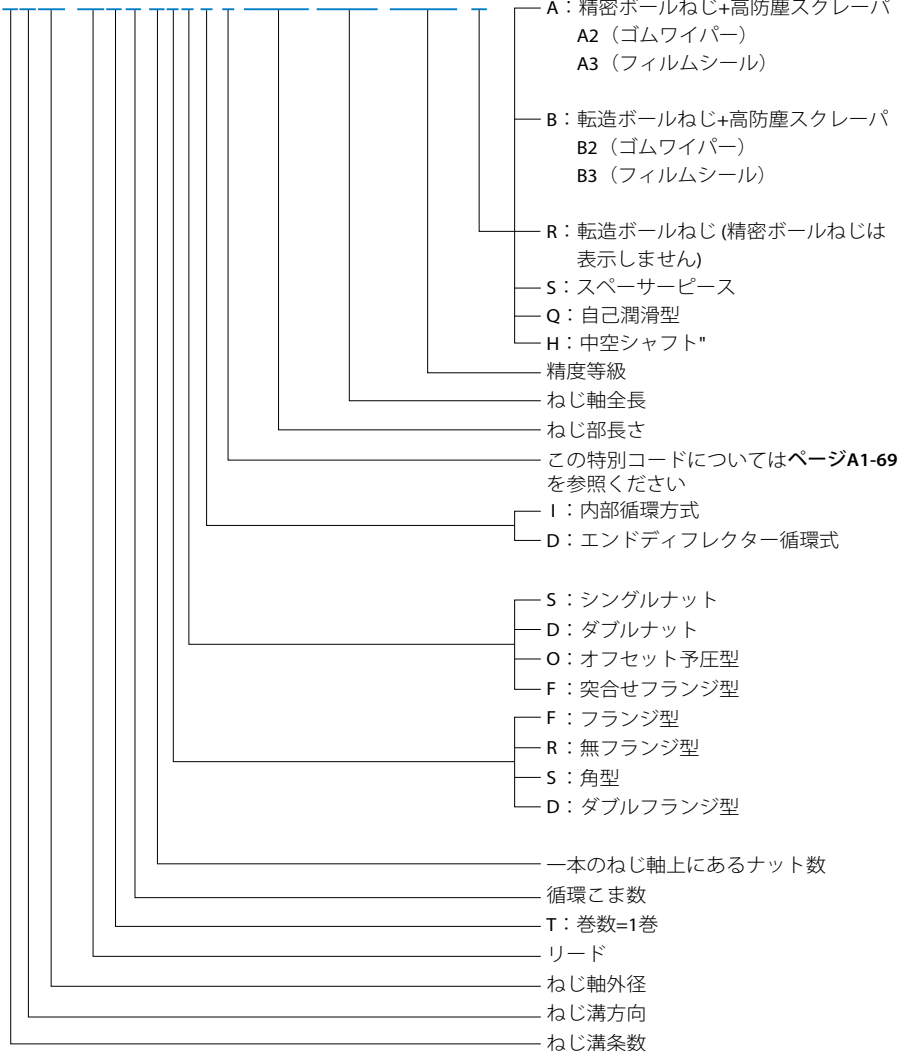 A：精密ボールねじ+高防塵スクレーパ
A2（ゴムワイパー）
A3（フィルムシール）
B：転造ボールねじ+高防塵スクレーパ
B2（ゴムワイパー）
B3（フィルムシール）
R：転造ボールねじ (精密ボールねじは
表示しません)
S：スペーサーピース
Q：自己潤滑型
H：中空シャフト"
精度等級
ねじ軸全長
ねじ部長さ
この特別コードについてはページA1-69
を参照ください
I：内部循環方式
D：エンドディフレクター循環式
S：シングルナット
D：ダブルナット
O：オフセット予圧型
F：突合せフランジ型
F：フランジ型
R：無フランジ型
S：角型
D：ダブルフランジ型
一本のねじ軸上にあるナット数
循環こま数
T：巻数=1巻
リード
ねじ軸外径
ねじ溝方向
ねじ溝条数